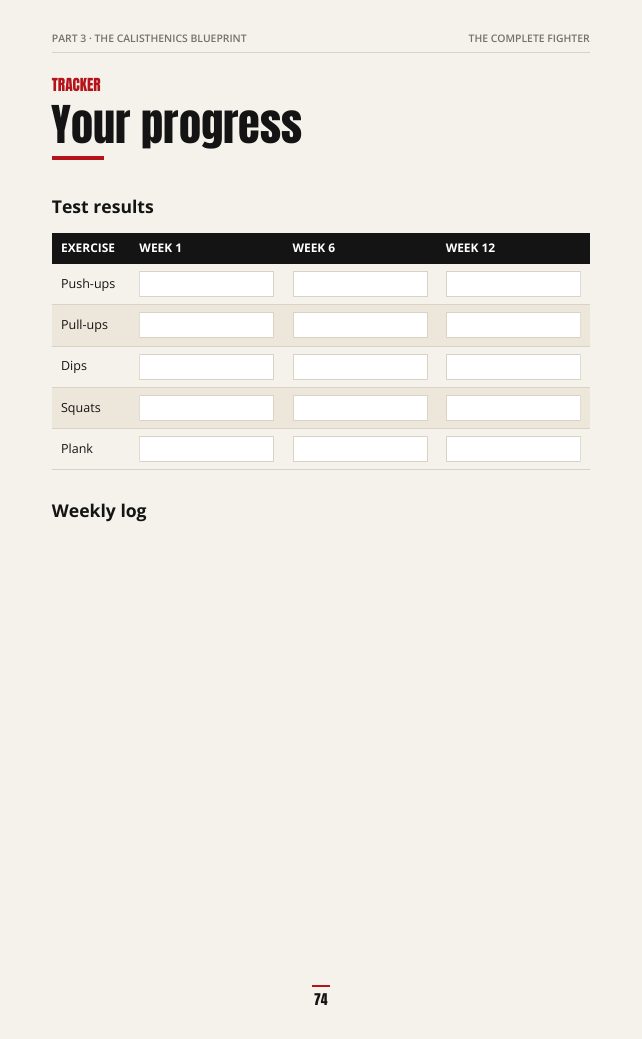 PART 3 · THE CALISTHENICS BLUEPRINT THE COMPLETE FIGHTER
TRACKER
Your progress
Test results
EXERCISE WEEK 1 WEEK 6 WEEK 12
Push-ups
Pull-ups
Dips
Squats
Plank
Weekly log
74